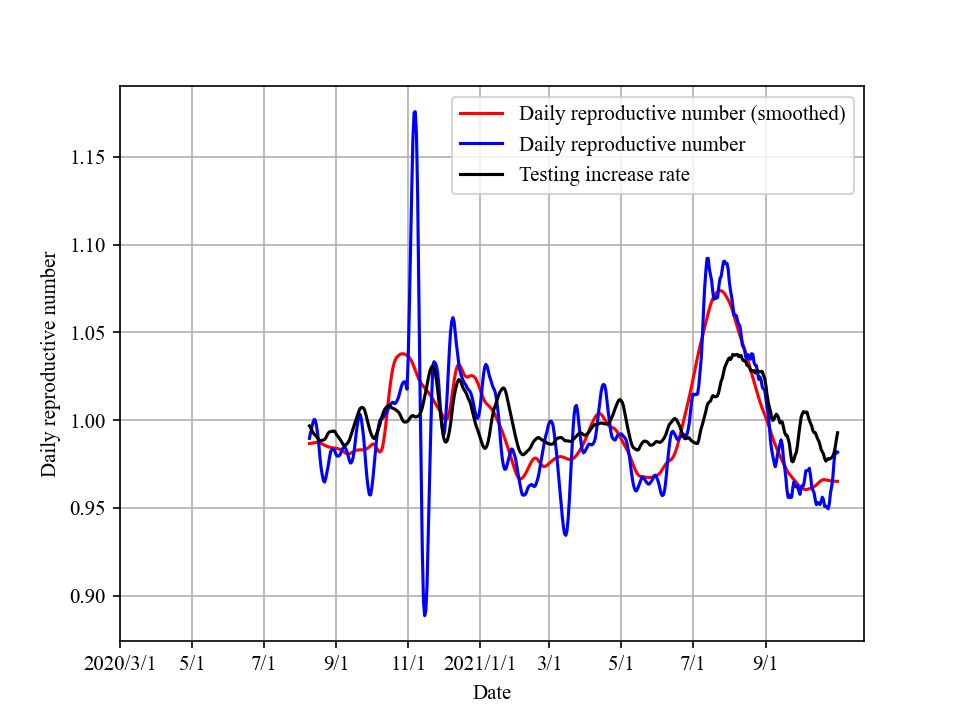 Daily reproductive number (smoothed)
Daily reproductive number
Testing increase rate
Daily reproductive number
1.15
1.10
1.05
1.00
0.95
0.90
2020/3/1 5/1 7/1 9/1 11/1 2021/1/1 3/1 5/1 7/1 9/1
Date